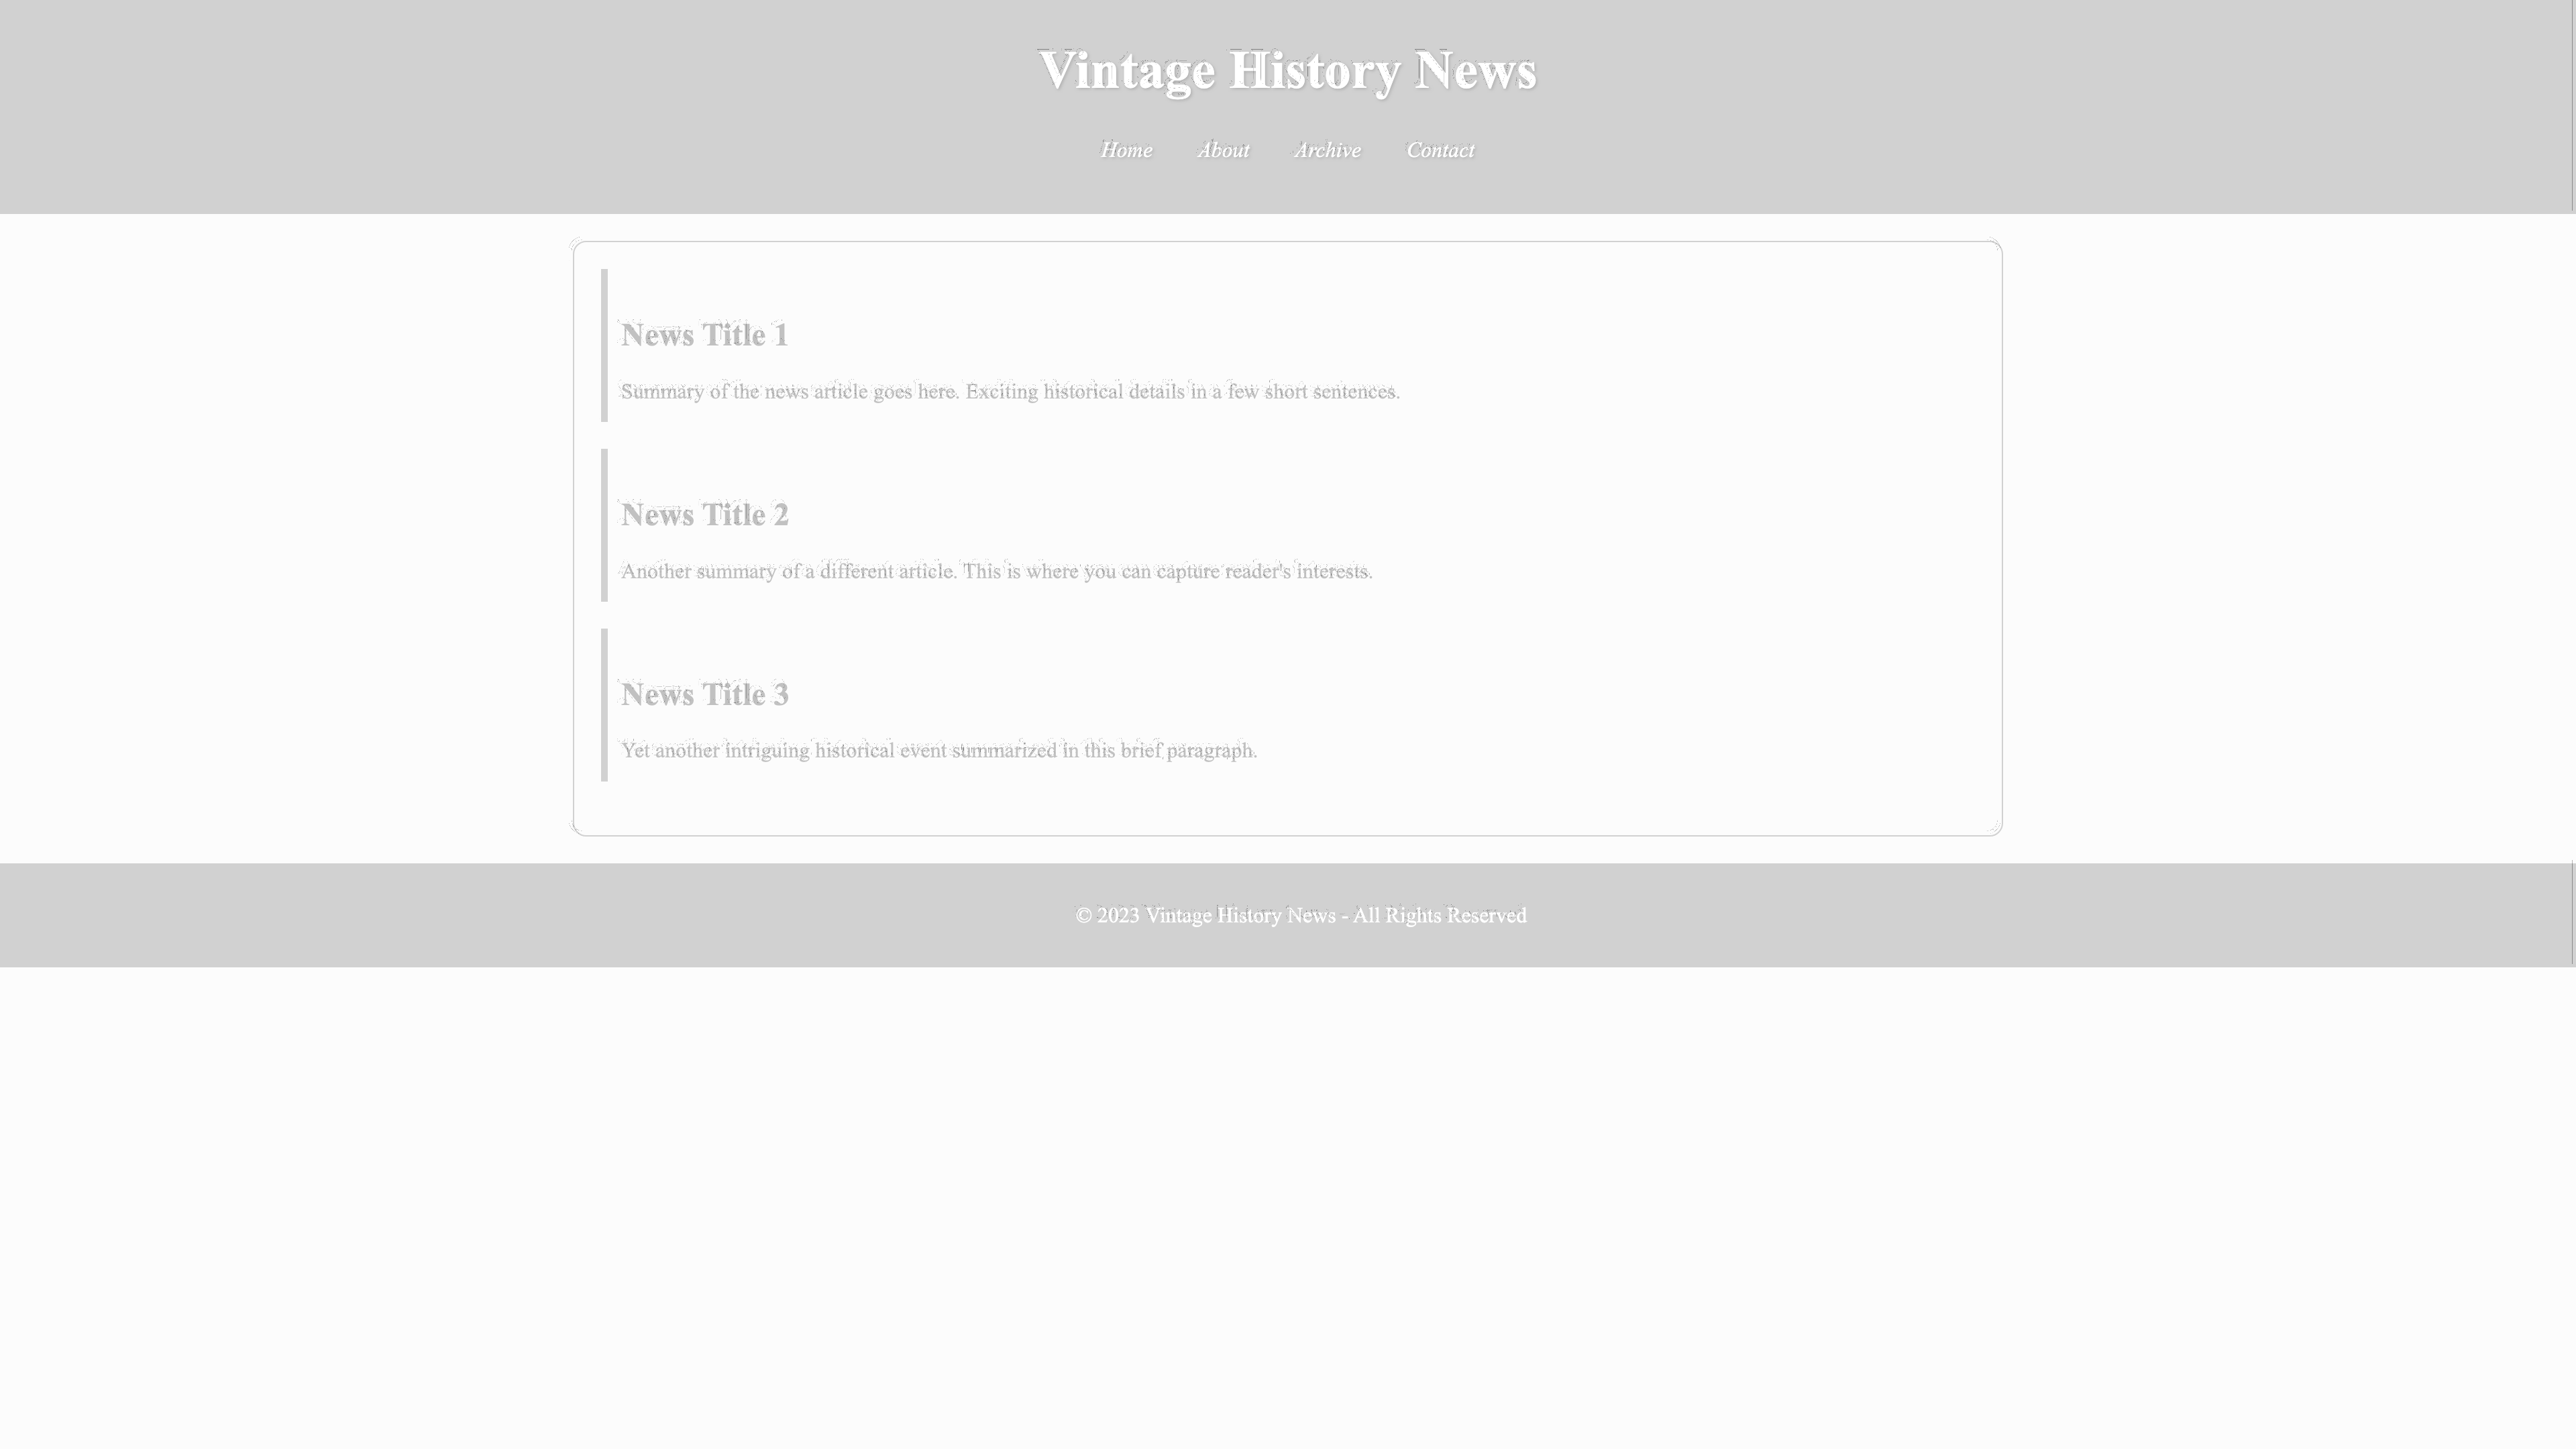 Vintage History News
Home About Archive Contact
News Title 1
Summary of the news article goes here. Exciting historical details in a few short sentences.
News Title 2
Another summary of a different article. This is where you can capture reader's interests.
News Title 3
Yet another intriguing historical event summarized in this brief paragraph.
© 2023 Vintage History News - All Rights Reserved